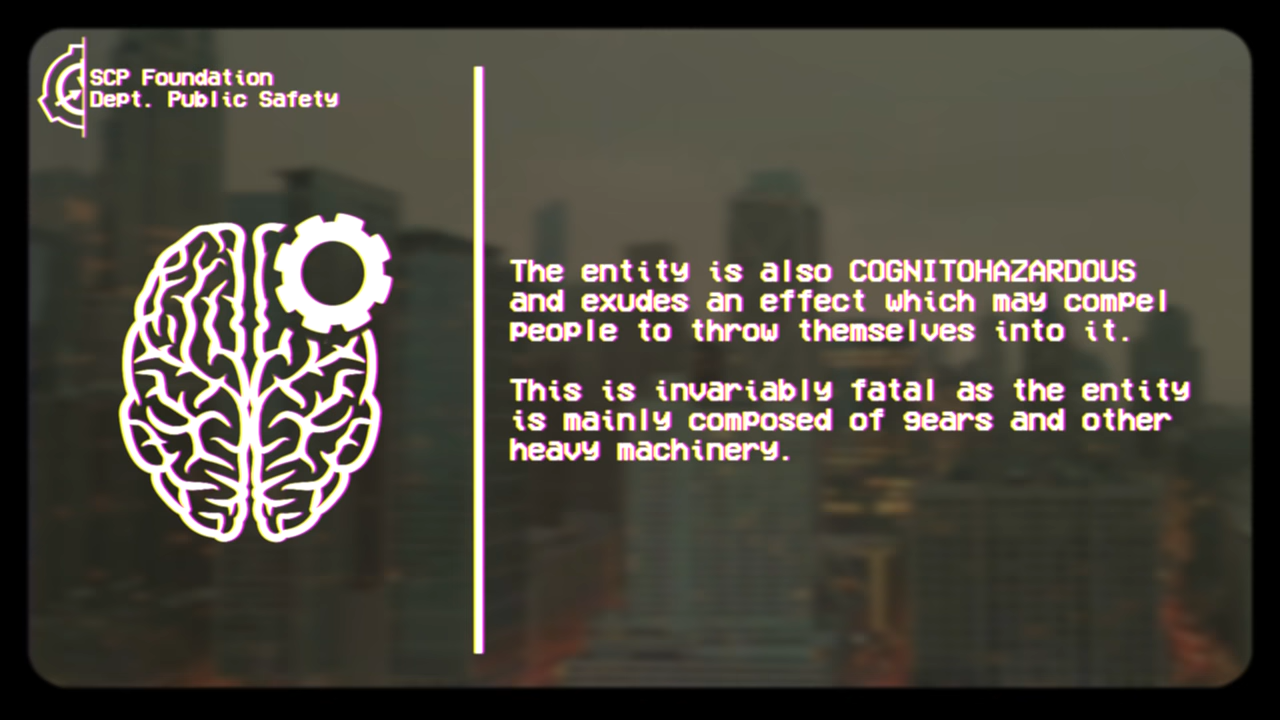 SCP Foundation
Dept. Public Safety
The entity is also COGNITOHAZARDOUS
and exudes an effect which may compel
people to throw themselves into it.
This is invariably fatal as the entity
is mainly composed of gears and other
heavy machinery.